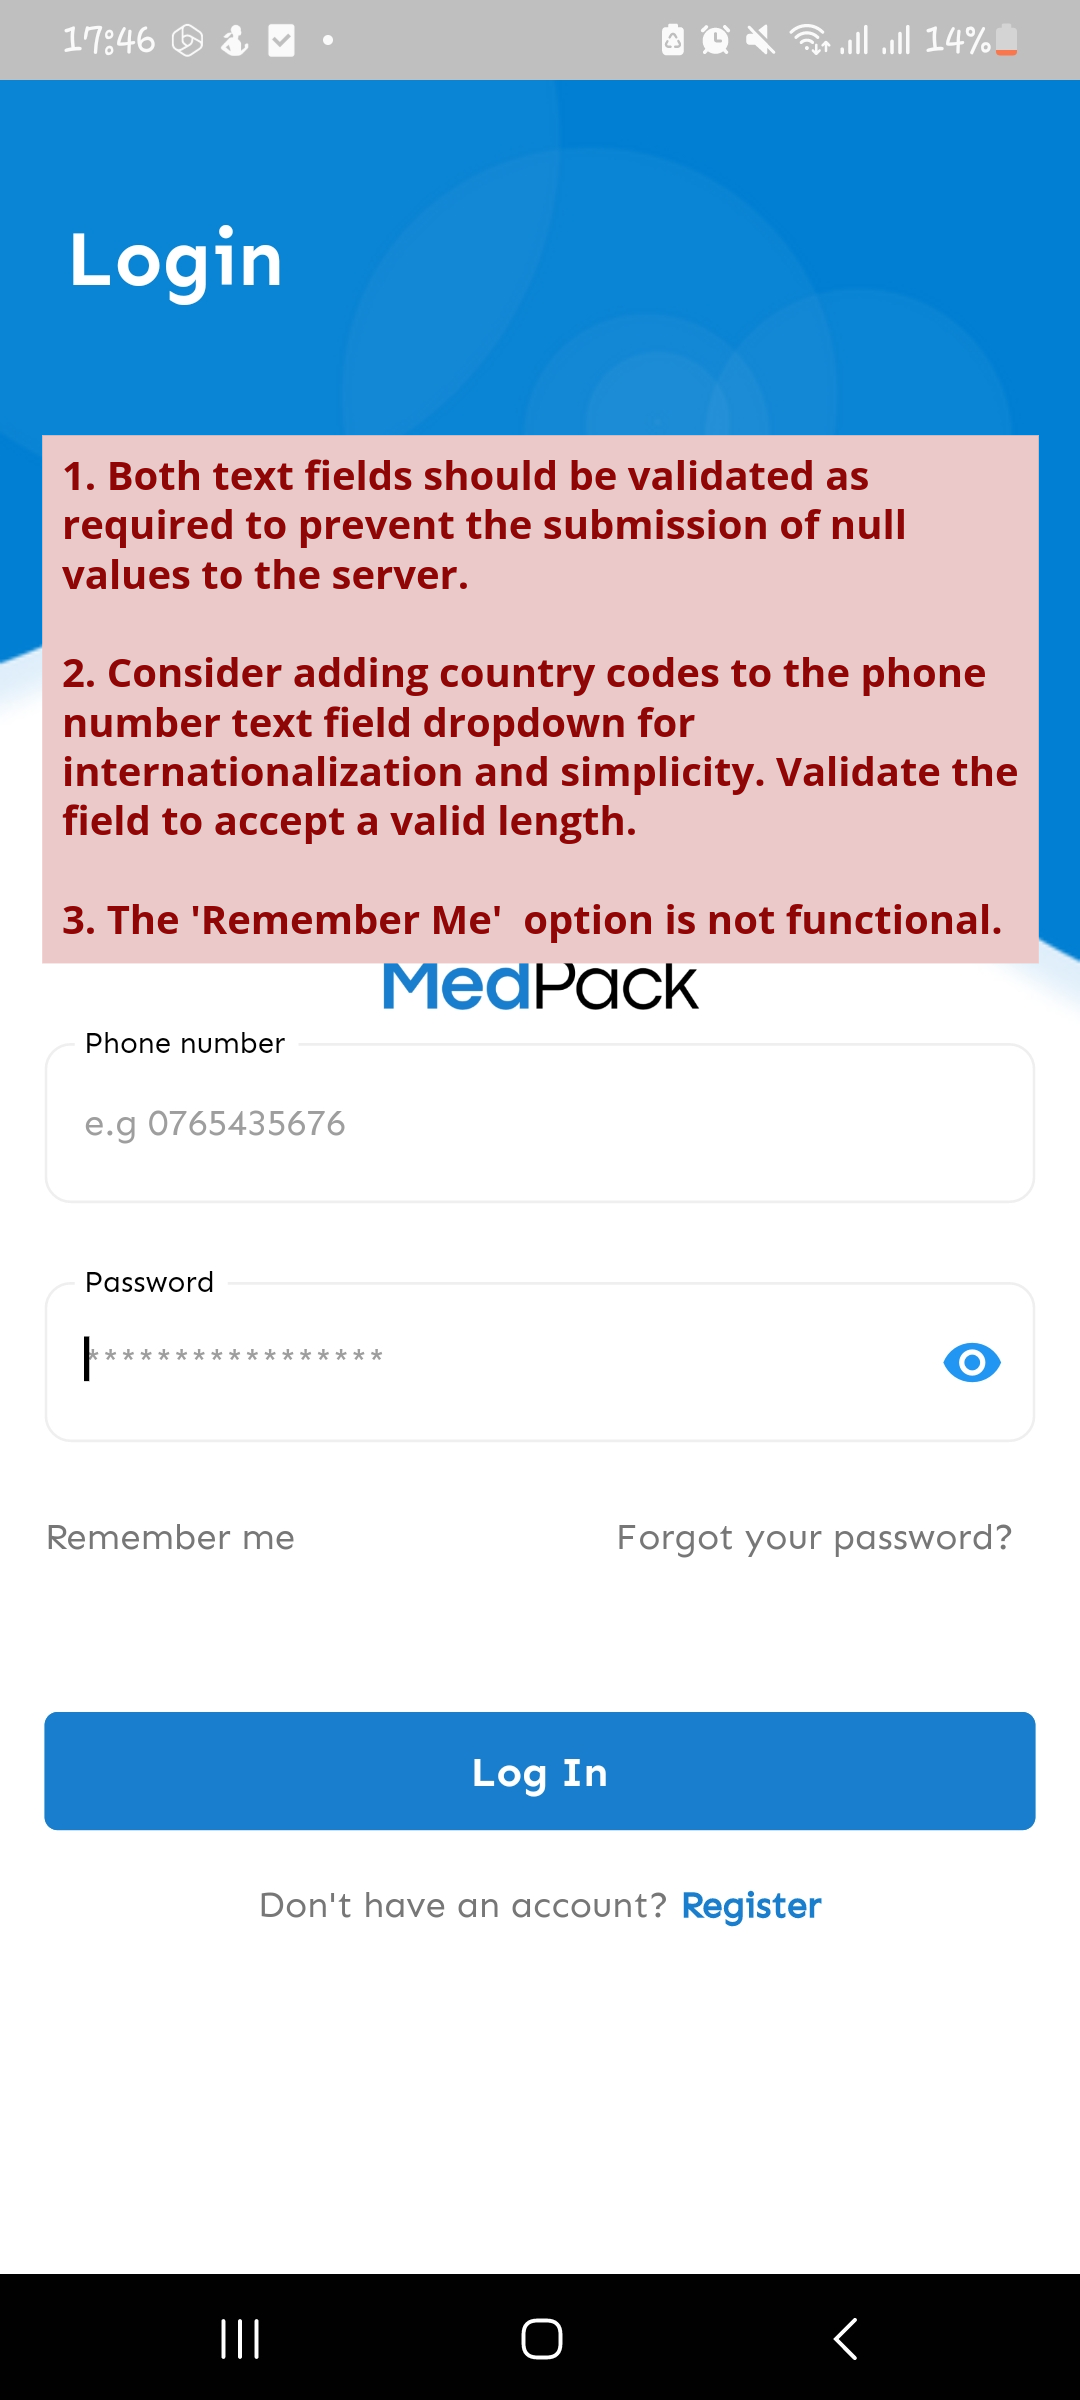 17:46
14%
Login
1. Both text fields should be validated as
required to prevent the submission of null
values to the server.
2. Consider adding country codes to the phone
number text field dropdown for
internationalization and simplicity. Validate the
field to accept a valid length.
3. The 'Remember Me'  option is not functional.
MedPack
Phone number
e.g 0765435676
Password
*****************
Remember me
Forgot your password?
Log In
Don't have an account? Register